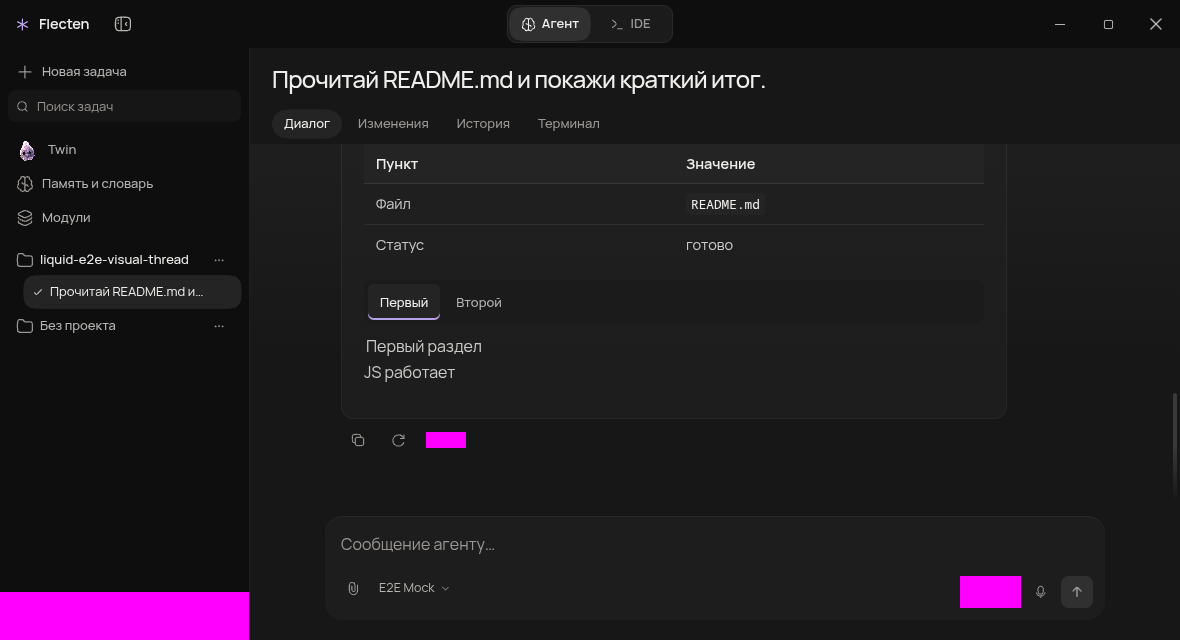 Flecten
Агент
IDE
Новая задача
Поиск задач
Twin
Память и словарь
Модули
liquid-e2e-visual-thread
Прочитай README.md и...
Без проекта
Прочитай README.md и покажи краткий итог.
Диалог
Изменения
История
Терминал
Пункт
Значение
Файл
README.md
Статус
готово
Первый
Второй
Первый раздел
JS работает
Сообщение агенту…
E2E Mock